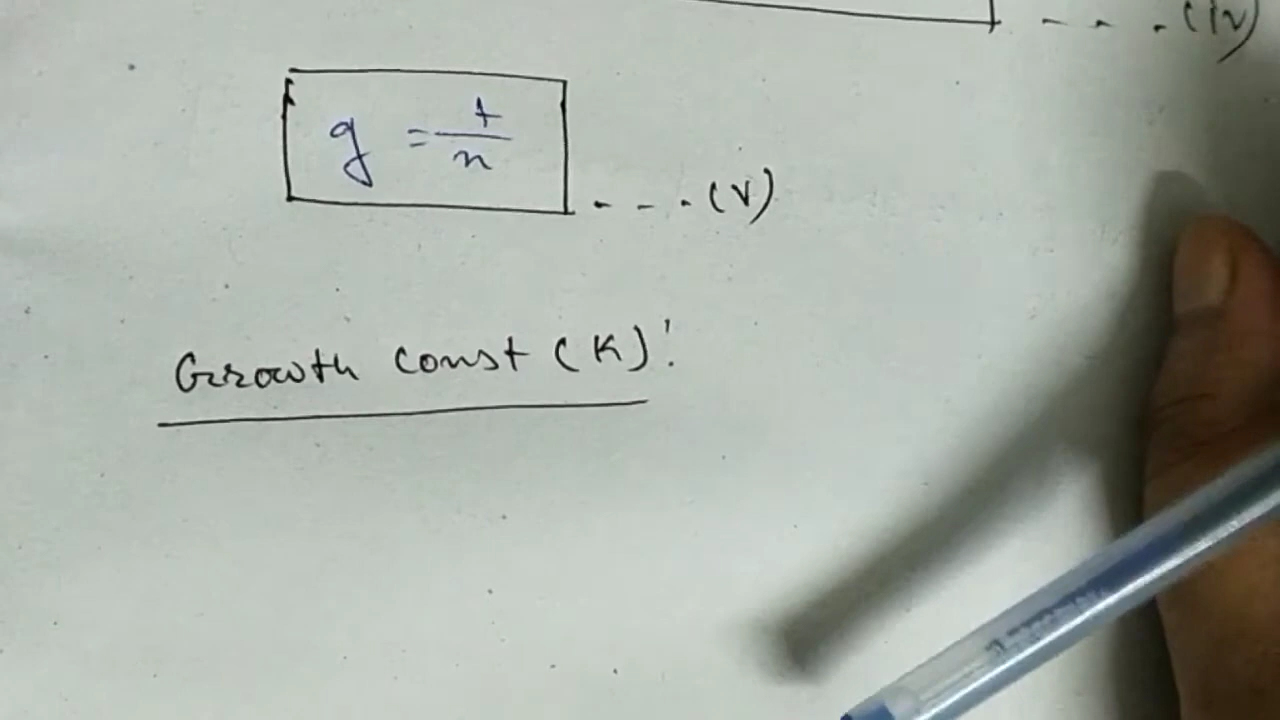 - - - . (iv)
g = t/n - - - . (v)
Growth const (K):